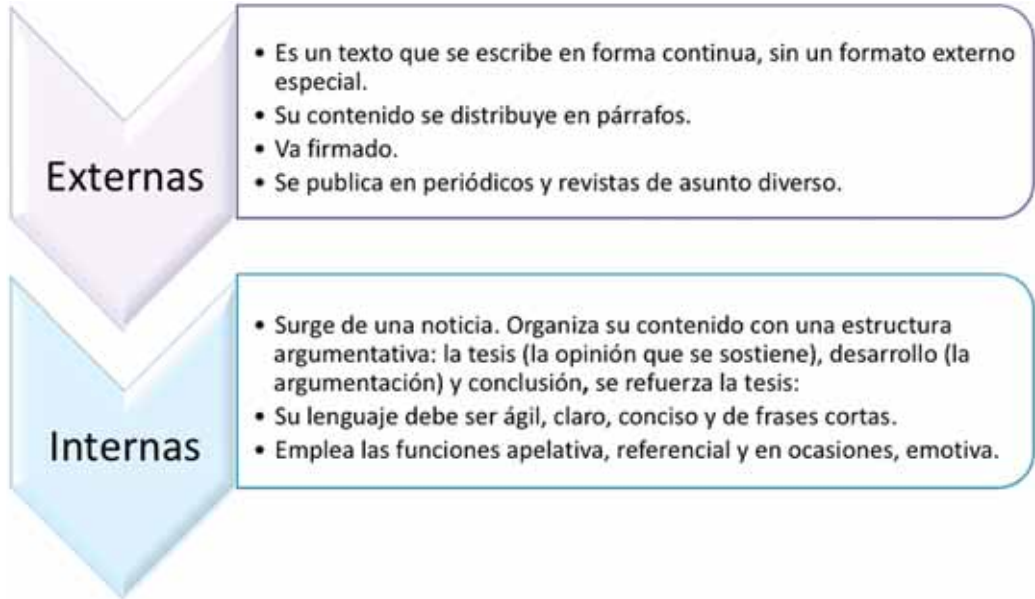 Externas
• Es un texto que se escribe en forma continua, sin un formato externo
especial.
• Su contenido se distribuye en párrafos.
• Va firmado.
• Se publica en periódicos y revistas de asunto diverso.
Internas
• Surge de una noticia. Organiza su contenido con una estructura
argumentativa: la tesis (la opinión que se sostiene), desarrollo (la
argumentación) y conclusión, se refuerza la tesis:
• Su lenguaje debe ser ágil, claro, conciso y de frases cortas.
• Emplea las funciones apelativa, referencial y en ocasiones, emotiva.